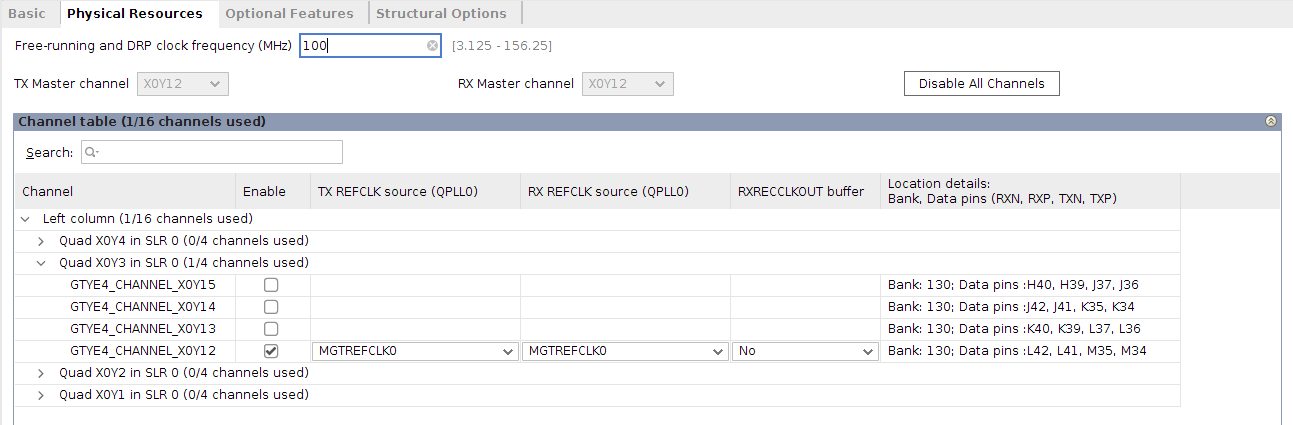 Basic Physical Resources Optional Features Structural Options
Free-running and DRP clock frequency (MHz) 100 [3.125 - 156.25]
TX Master channel X0Y12 RX Master channel X0Y12 Disable All Channels
Channel table (1/16 channels used)
Search:
Channel Enable TX REFCLK source (QPLL0) RX REFCLK source (QPLL0) RXRECCLKOUT buffer Location details:
Bank, Data pins (RXN, RXP, TXN, TXP)
Left column (1/16 channels used)
Quad X0Y4 in SLR 0 (0/4 channels used)
Quad X0Y3 in SLR 0 (1/4 channels used)
GTYE4_CHANNEL_X0Y15 Bank: 130; Data pins :H40, H39, J37, J36
GTYE4_CHANNEL_X0Y14 Bank: 130; Data pins :J42, J41, K35, K34
GTYE4_CHANNEL_X0Y13 Bank: 130; Data pins :K40, K39, L37, L36
GTYE4_CHANNEL_X0Y12 MGTREFCLK0 MGTREFCLK0 No Bank: 130; Data pins :L42, L41, M35, M34
Quad X0Y2 in SLR 0 (0/4 channels used)
Quad X0Y1 in SLR 0 (0/4 channels used)